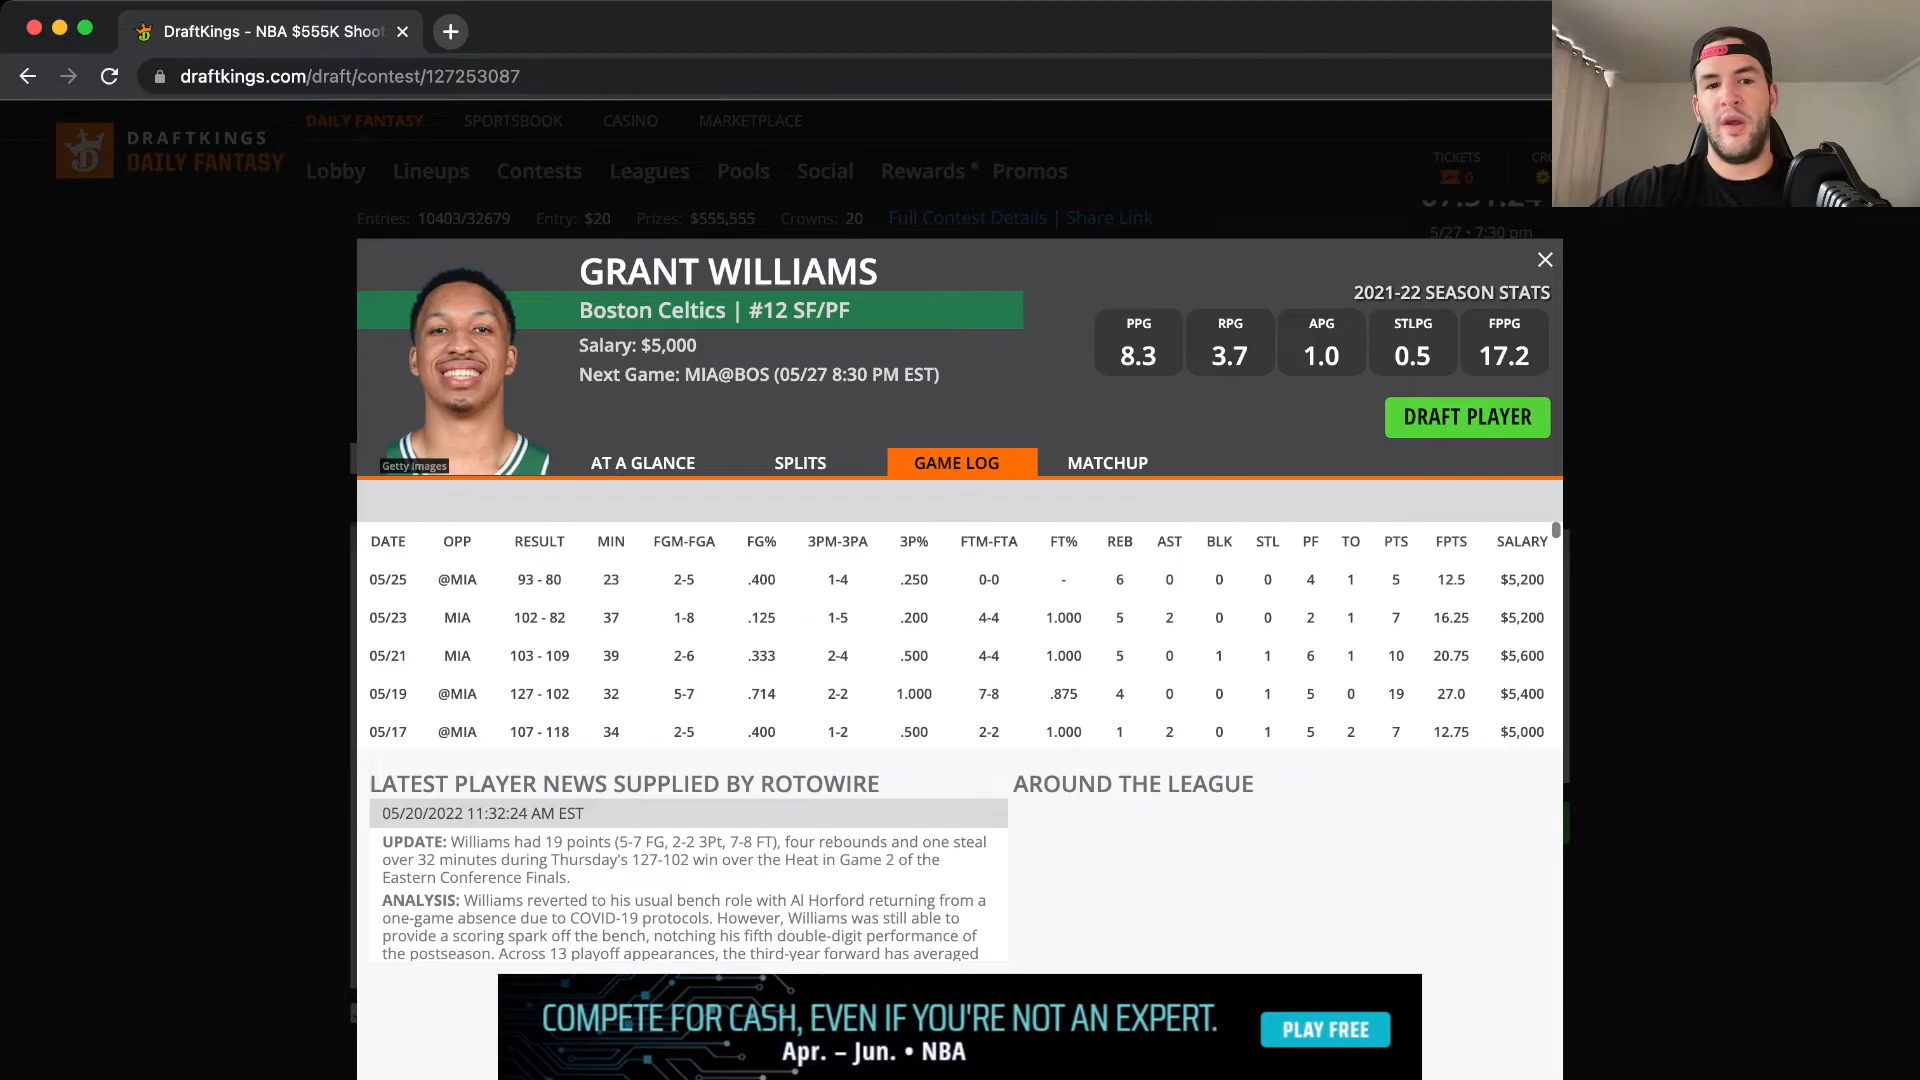 DraftKings - NBA $555K Shoot
draftkings.com/draft/contest/127253087
DAILY FANTASY SPORTSBOOK CASINO MARKETPLACE
DRAFTKINGS
DAILY FANTASY
Lobby Lineups Contests Leagues Pools Social Rewards Promos
TICKETS
0
Entries: 10403/32679 Entry: $20 Prizes: $555,555 Crowns: 20 Full Contest Details | Share Link
5/27 • 7:30 pm
GRANT WILLIAMS
Boston Celtics | #12 SF/PF
Salary: $5,000
Next Game: MIA@BOS (05/27 8:30 PM EST)
2021-22 SEASON STATS
PPG RPG APG STLPG FPPG
8.3 3.7 1.0 0.5 17.2
DRAFT PLAYER
Getty Images
AT A GLANCE SPLITS GAME LOG MATCHUP
DATE OPP RESULT MIN FGM-FGA FG% 3PM-3PA 3P% FTM-FTA FT% REB AST BLK STL PF TO PTS FPTS SALARY
05/25 @MIA 93 - 80 23 2-5 .400 1-4 .250 0-0 - 6 0 0 0 4 1 5 12.5 $5,200
05/23 MIA 102 - 82 37 1-8 .125 1-5 .200 4-4 1.000 5 2 0 0 2 1 7 16.25 $5,200
05/21 MIA 103 - 109 39 2-6 .333 2-4 .500 4-4 1.000 5 0 1 1 6 1 10 20.75 $5,600
05/19 @MIA 127 - 102 32 5-7 .714 2-2 1.000 7-8 .875 4 0 0 1 5 0 19 27.0 $5,400
05/17 @MIA 107 - 118 34 2-5 .400 1-2 .500 2-2 1.000 1 2 0 1 5 2 7 12.75 $5,000
LATEST PLAYER NEWS SUPPLIED BY ROTOWIRE
AROUND THE LEAGUE
05/20/2022 11:32:24 AM EST
UPDATE: Williams had 19 points (5-7 FG, 2-2 3Pt, 7-8 FT), four rebounds and one steal
over 32 minutes during Thursday's 127-102 win over the Heat in Game 2 of the
Eastern Conference Finals.
ANALYSIS: Williams reverted to his usual bench role with Al Horford returning from a
one-game absence due to COVID-19 protocols. However, Williams was still able to
provide a scoring spark off the bench, notching his fifth double-digit performance of
the postseason. Across 13 playoff appearances, the third-year forward has averaged
COMPETE FOR CASH, EVEN IF YOU'RE NOT AN EXPERT.
Apr. – Jun. • NBA
PLAY FREE